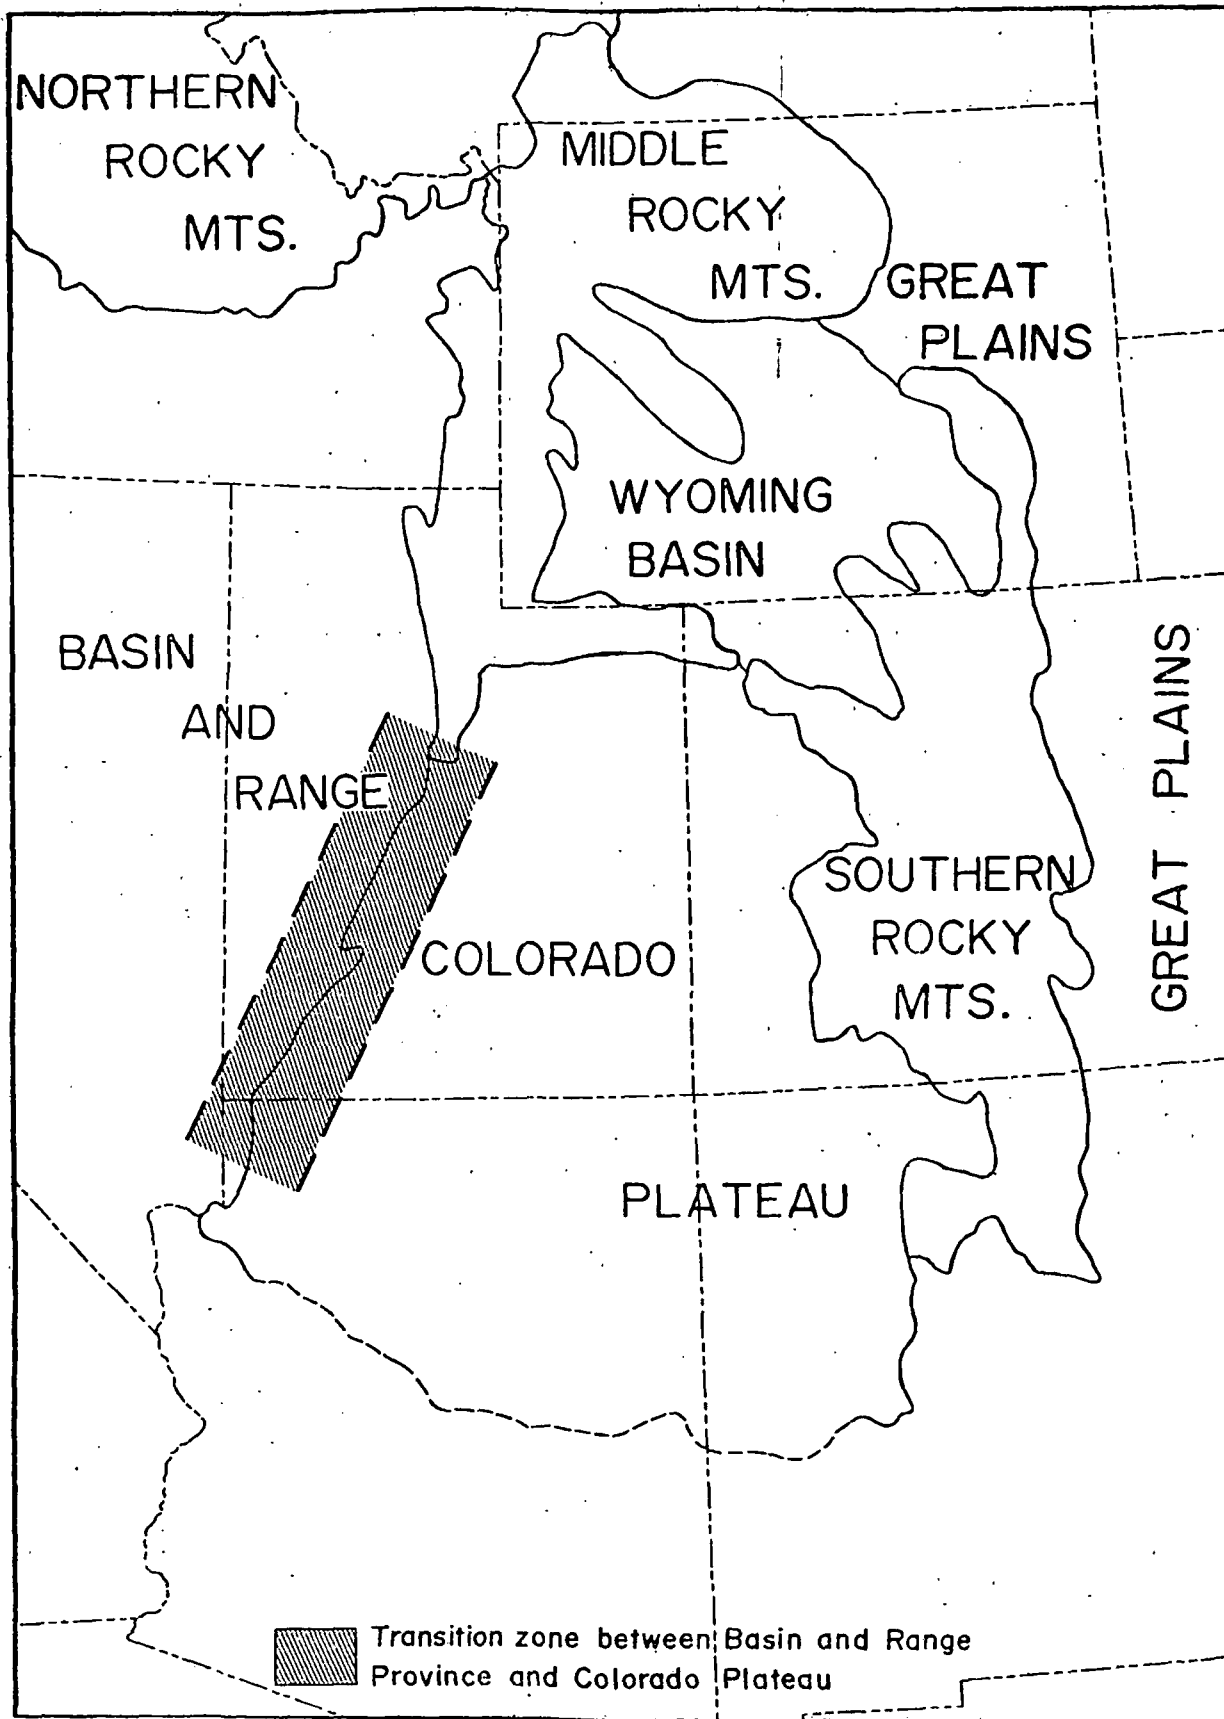 NORTHERN
ROCKY
MTS.
MIDDLE
ROCKY
MTS.
GREAT
PLAINS
WYOMING
BASIN
BASIN
AND
RANGE
GREAT PLAINS
SOUTHERN
ROCKY
MTS.
COLORADO
PLATEAU
Transition zone between Basin and Range
Province and Colorado Plateau